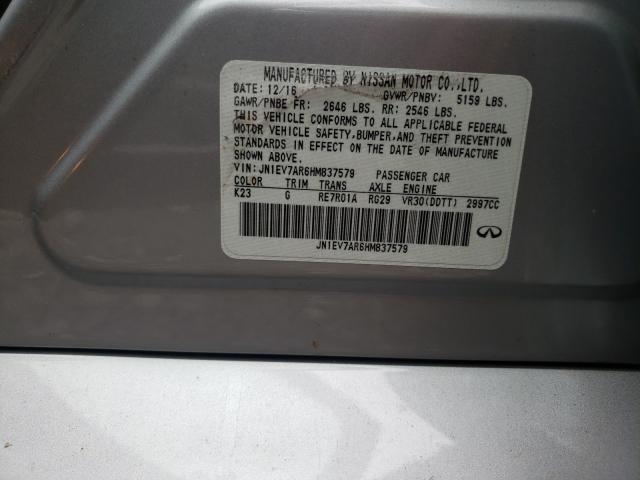 MANUFACTURED BY NISSAN MOTOR CO.,LTD.
DATE: 12/16 GVWR/PNBV: 5159 LBS.
GAWR/PNBE FR: 2646 LBS. RR: 2546 LBS.
THIS VEHICLE CONFORMS TO ALL APPLICABLE FEDERAL
MOTOR VEHICLE SAFETY,BUMPER,AND THEFT PREVENTION
STANDARDS IN EFFECT ON THE DATE OF MANUFACTURE
SHOWN ABOVE.
VIN: JN1EV7AR6HM837579 PASSENGER CAR
COLOR TRIM TRANS AXLE ENGINE
K23 G RE7R01A RG29 VR30(DDTT) 2997CC
JN1EV7AR6HM837579